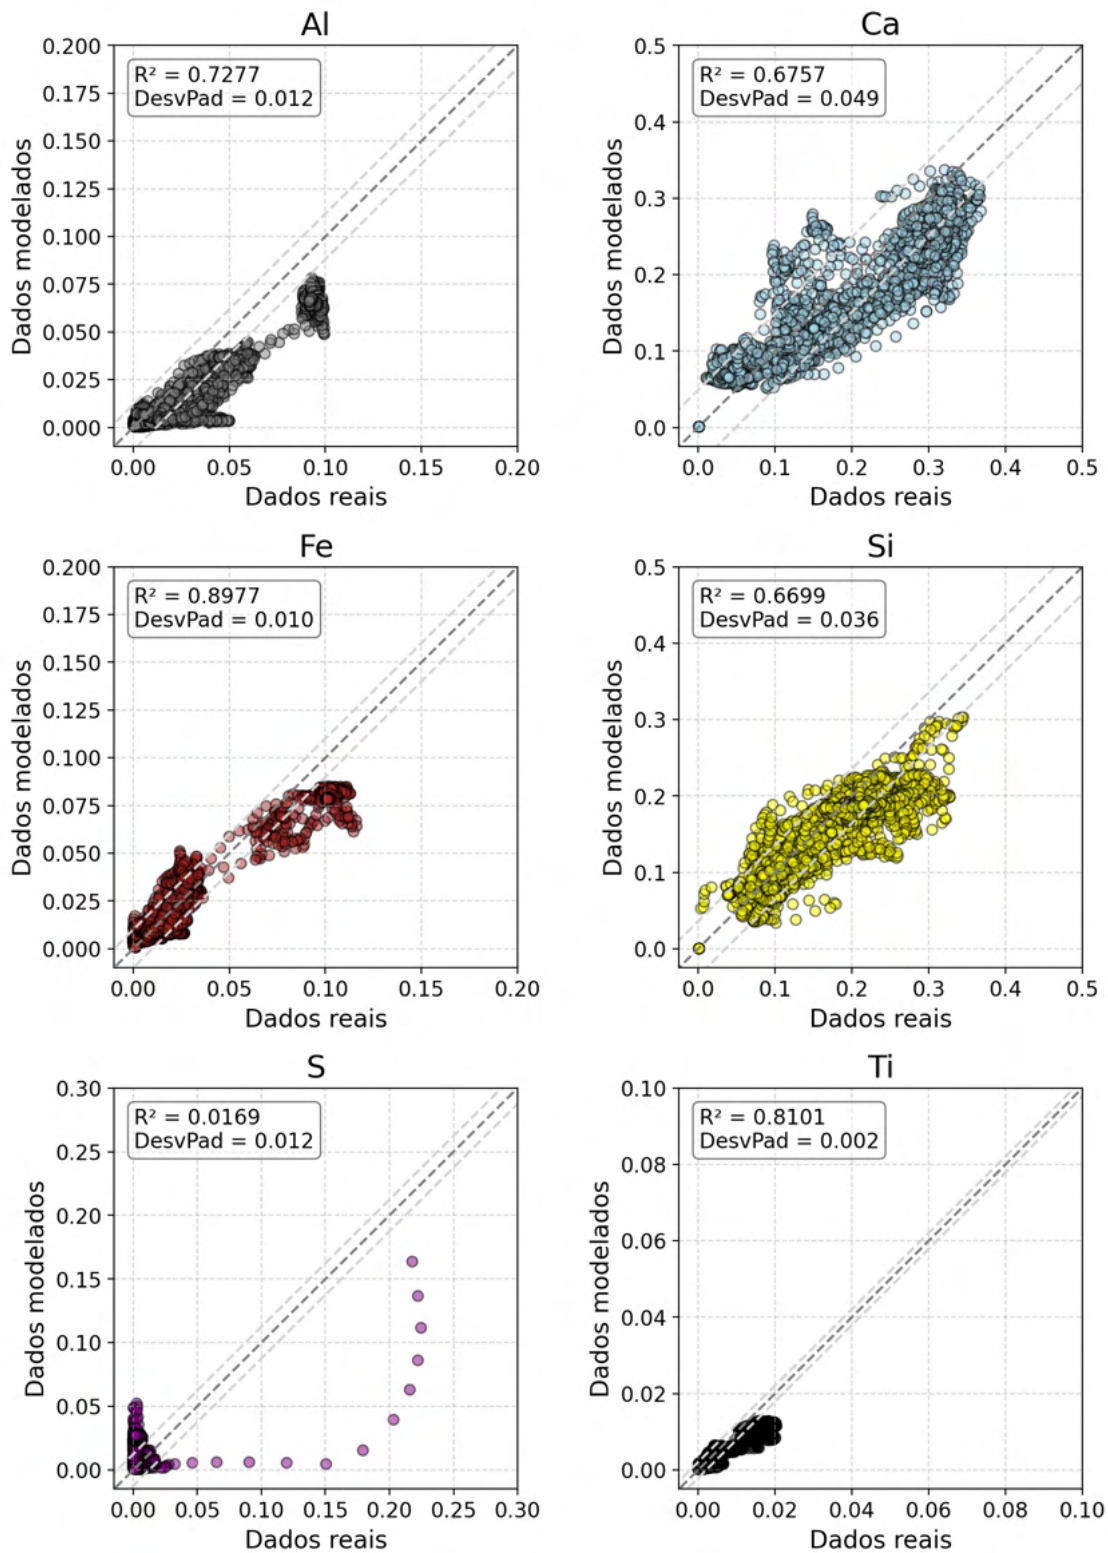 Al
R² = 0.7277
DesvPad = 0.012
0.200
0.175
0.150
0.125
0.100
0.075
0.050
0.025
0.000
Dados modelados
0.00 0.05 0.10 0.15 0.20
Dados reais
Ca
R² = 0.6757
DesvPad = 0.049
0.5
0.4
0.3
0.2
0.1
0.0
Dados modelados
0.0 0.1 0.2 0.3 0.4 0.5
Dados reais
Fe
R² = 0.8977
DesvPad = 0.010
0.200
0.175
0.150
0.125
0.100
0.075
0.050
0.025
0.000
Dados modelados
0.00 0.05 0.10 0.15 0.20
Dados reais
Si
R² = 0.6699
DesvPad = 0.036
0.5
0.4
0.3
0.2
0.1
0.0
Dados modelados
0.0 0.1 0.2 0.3 0.4 0.5
Dados reais
S
R² = 0.0169
DesvPad = 0.012
0.30
0.25
0.20
0.15
0.10
0.05
0.00
Dados modelados
0.00 0.05 0.10 0.15 0.20 0.25 0.30
Dados reais
Ti
R² = 0.8101
DesvPad = 0.002
0.10
0.08
0.06
0.04
0.02
0.00
Dados modelados
0.00 0.02 0.04 0.06 0.08 0.10
Dados reais